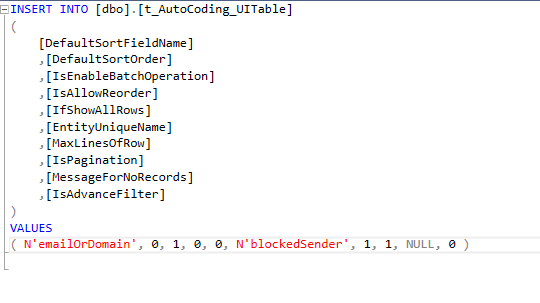 INSERT INTO [dbo].[t_AutoCoding_UITable]
(
[DefaultSortFieldName]
,[DefaultSortOrder]
,[IsEnableBatchOperation]
,[IsAllowReorder]
,[IfShowAllRows]
,[EntityUniqueName]
,[MaxLinesOfRow]
,[IsPagination]
,[MessageForNoRecords]
,[IsAdvanceFilter]
)
VALUES
( N'emailOrDomain', 0, 1, 0, 0, N'blockedSender', 1, 1, NULL, 0 )